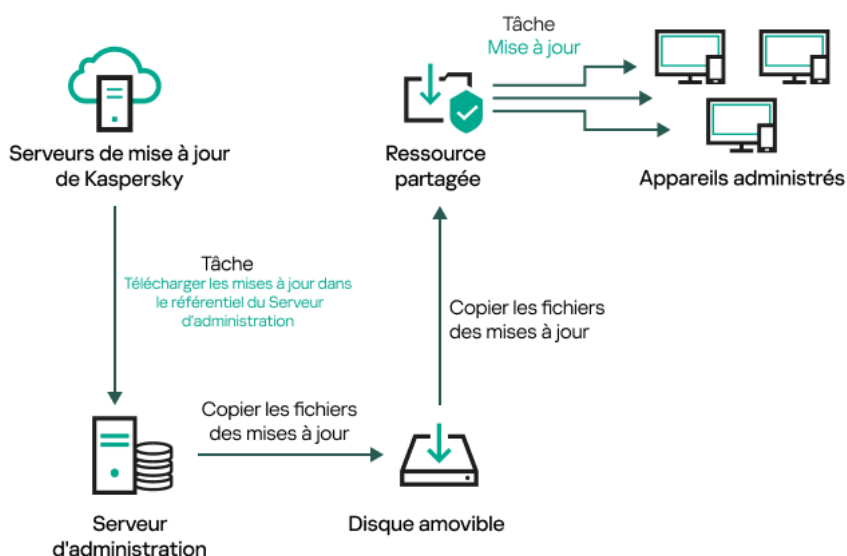 Tâche
Mise à jour
Serveurs de mise à jour
de Kaspersky
Ressource
partagée
Appareils administrés
Tâche
Télécharger les mises à jour dans
le référentiel du Serveur
d'administration
Copier les fichiers
des mises à jour
Copier les fichiers
des mises à jour
Serveur
d'administration
Disque amovible